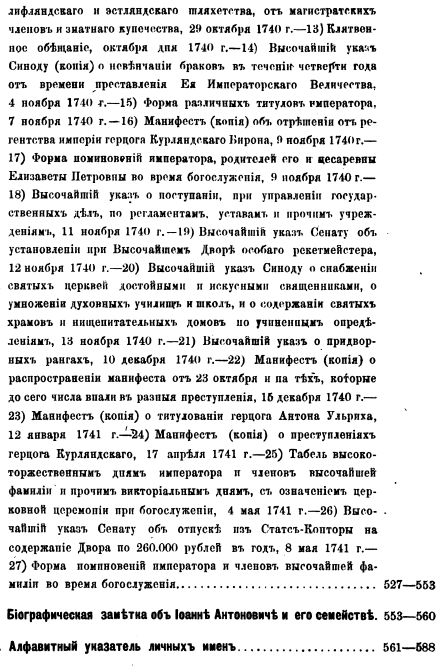 лифляндскаго и эстляндскаго шляхетства, отъ магистратскихъ
членовъ и знатнаго купечества, 29 октября 1740 г.—13) Клятвен-
ное обѣщаніе, октября дня 1740 г.—14) Высочайшій указъ
Синоду (копія) о невѣнчаніи браковъ въ теченіе четверти года
отъ времени преставленія Ея Императорскаго Величества,
4 ноября 1740 г.—15) Форма различныхъ титуловъ императора,
7 ноября 1740 г.—16) Манифестъ (копія) объ отрѣшеніи отъ ре-
гентства имперіи герцога Курляндскаго Бирона, 9 ноября 1740 г.—
17) Форма поминовеній императора, родителей его и цесаревны
Елизаветы Петровны во время богослуженія, 9 ноября 1740 г.—
18) Высочайшій указъ о поступаніи, при управленіи государ-
ственныхъ дѣлъ, по регламентамъ, уставамъ и прочимъ учреж-
деніямъ, 11 ноября 1740 г.—19) Высочайшій указъ Сенату объ
установленіи при Высочайшемъ Дворѣ особаго рекетмейстера,
12 ноября 1740 г.—20) Высочайшій указъ Синоду о снабженіи
святыхъ церквей достойными и искусными священниками, о
умноженіи духовныхъ училищъ и школъ, и о содержаніи святыхъ
храмовъ и нищепитательныхъ домовъ по учиненнымъ опредѣ-
леніямъ, 13 ноября 1740 г.—21) Высочайшій указъ о придвор-
ныхъ рангахъ, 10 декабря 1740 г.—22) Манифестъ (копія) о
распространеніи манифеста отъ 23 октября и на тѣхъ, которые
до сего числа впали въ разныя преступленія, 15 декабря 1740 г.—
23) Манифестъ (копія) о титулованіи герцога Антона Ульриха,
12 января 1741 г.—24) Манифестъ (копія) о преступленіяхъ
герцога Курляндскаго, 17 апрѣля 1741 г.—25) Табель высоко-
торжественнымъ днямъ императора и членовъ высочайшей
фамиліи и прочимъ викторіальнымъ днямъ, съ означеніемъ цер-
ковной церемоніи при богослуженіи, 4 мая 1741 г.—26) Высо-
чайшій указъ Сенату объ отпускѣ изъ Статсъ-Конторы на
содержаніе Двора по 260.000 рублей въ годъ, 8 мая 1741 г.—
27) Форма поминовеній императора и членовъ высочайшей фа-
миліи во время богослуженія . . . 527—553
Біографическая замѣтка объ Іоаннѣ Антоновичѣ и его семействѣ. 553—560
Алфавитный указатель личныхъ именъ . . . 561—588